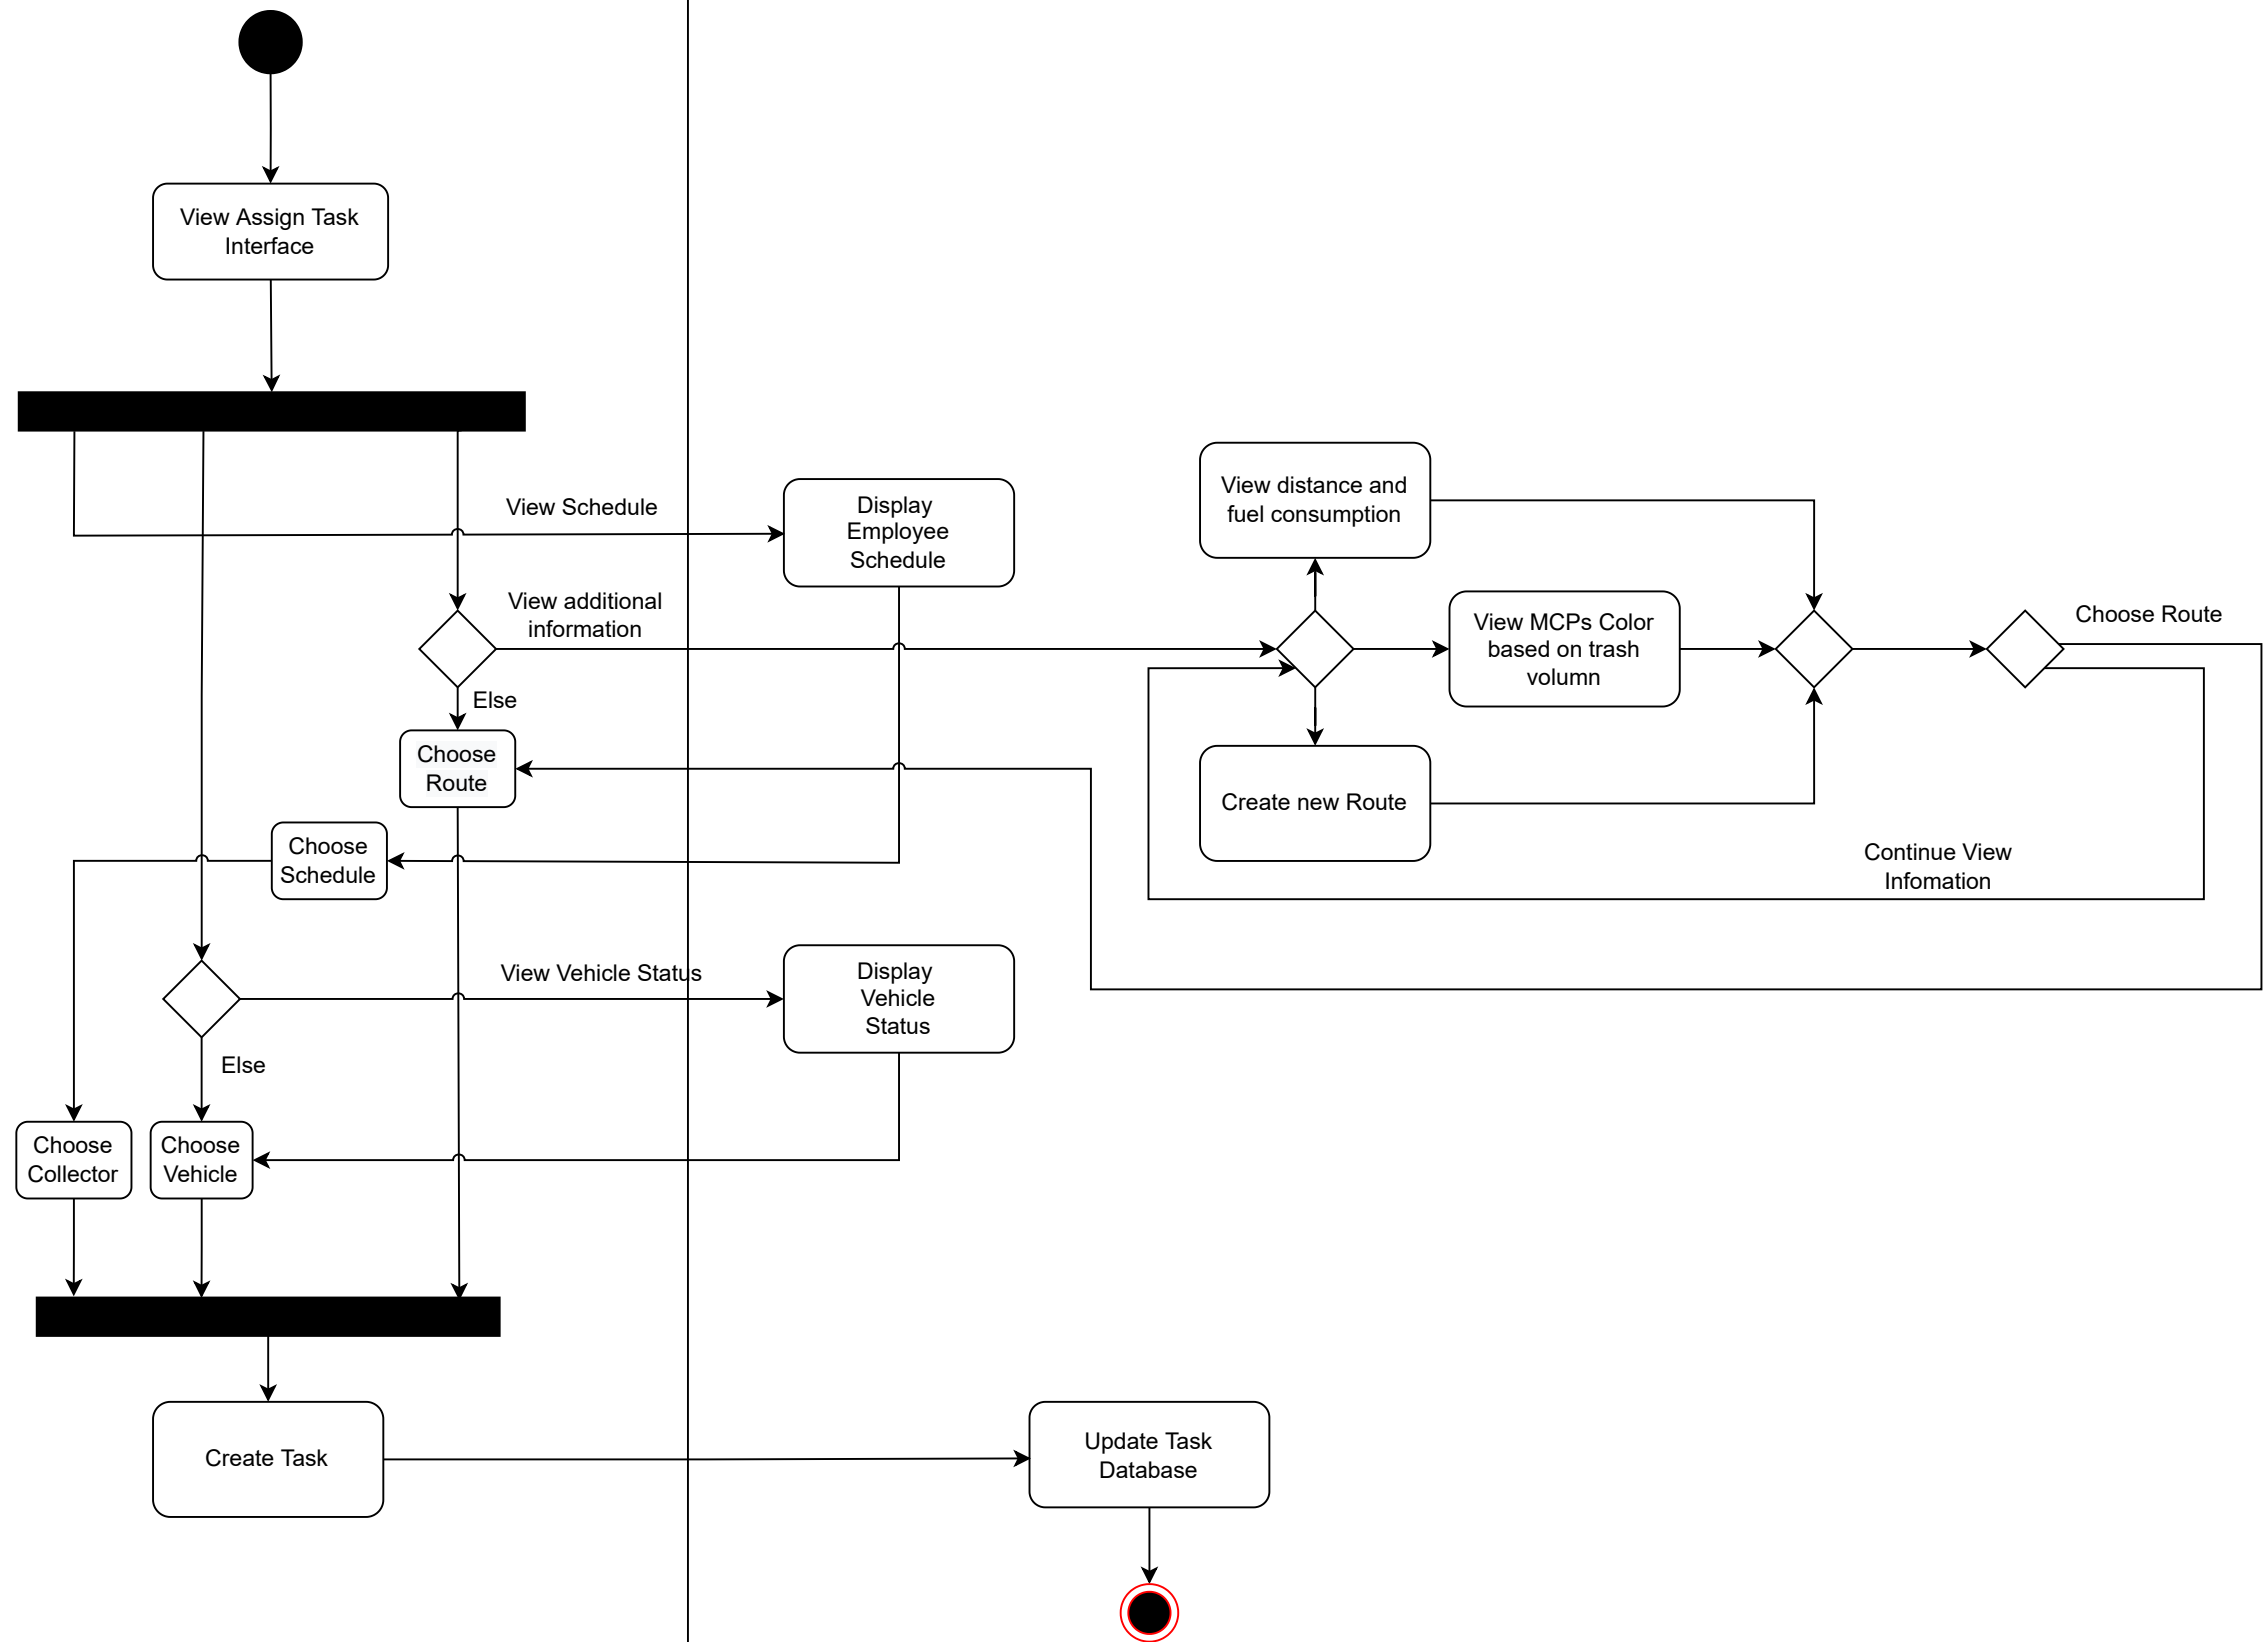 View Assign Task
Interface
View Schedule
Display
Employee
Schedule
View distance and
fuel consumption
View additional
information
View MCPs Color
based on trash
volumn
Choose Route
Else
Choose
Route
Create new Route
Choose
Schedule
Continue View
Infomation
View Vehicle Status
Display
Vehicle
Status
Else
Choose
Collector
Choose
Vehicle
Create Task
Update Task
Database